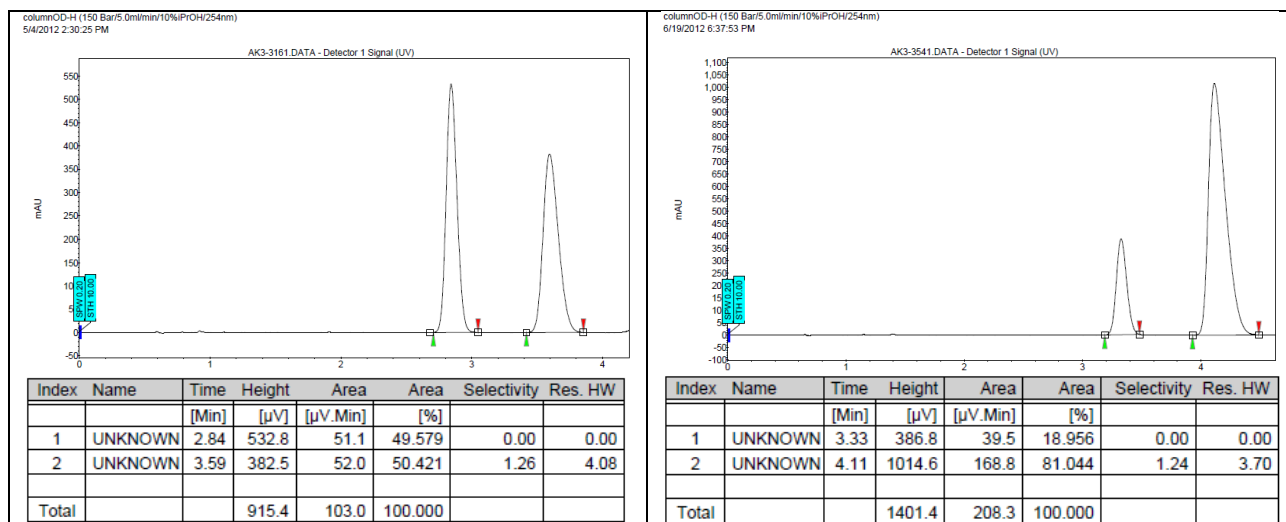 columnOD-H (150 Bar/5.0ml/min/10%iPrOH/254nm)
5/4/2012 2:30:25 PM
AK3-3161.DATA - Detector 1 Signal (UV)
550
500
450
400
350
300
250
200
150
100
50
0
-50
mAU
SPW 0.20
STH 10.00
0 1 2 3 4
Index Name Time Height Area Area Selectivity Res. HW
[Min] [µV] [µV.Min] [%]
1 UNKNOWN 2.84 532.8 51.1 49.579 0.00 0.00
2 UNKNOWN 3.59 382.5 52.0 50.421 1.26 4.08
Total 915.4 103.0 100.000
columnOD-H (150 Bar/5.0ml/min/10%iPrOH/254nm)
6/19/2012 6:37:53 PM
AK3-3541.DATA - Detector 1 Signal (UV)
1,100
1,050
1,000
950
900
850
800
750
700
650
600
550
500
450
400
350
300
250
200
150
100
50
0
-50
-100
mAU
SPW 0.20
STH 10.00
0 1 2 3 4
Index Name Time Height Area Area Selectivity Res. HW
[Min] [µV] [µV.Min] [%]
1 UNKNOWN 3.33 386.8 39.5 18.956 0.00 0.00
2 UNKNOWN 4.11 1014.6 168.8 81.044 1.24 3.70
Total 1401.4 208.3 100.000